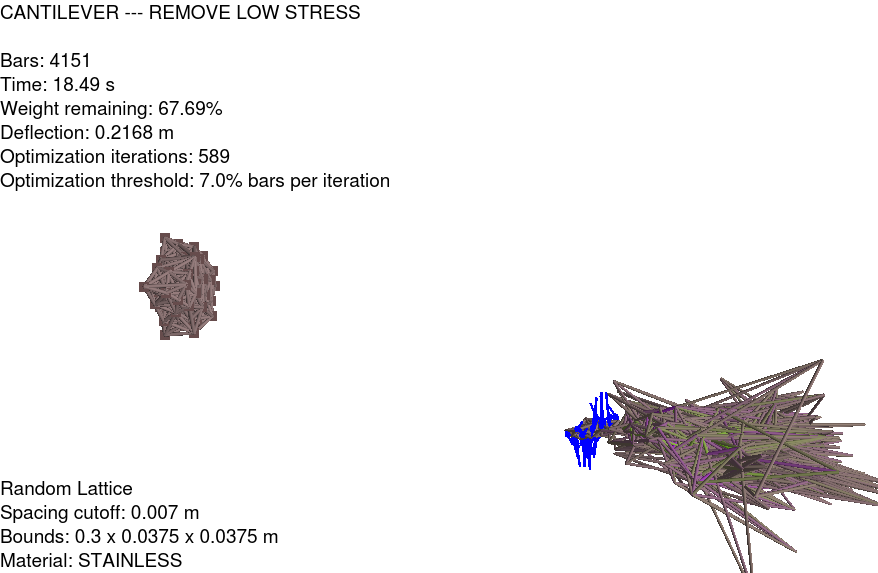 CANTILEVER --- REMOVE LOW STRESS
Bars: 4151
Time: 18.49 s
Weight remaining: 67.69%
Deflection: 0.2168 m
Optimization iterations: 589
Optimization threshold: 7.0% bars per iteration
Random Lattice
Spacing cutoff: 0.007 m
Bounds: 0.3 x 0.0375 x 0.0375 m
Material: STAINLESS